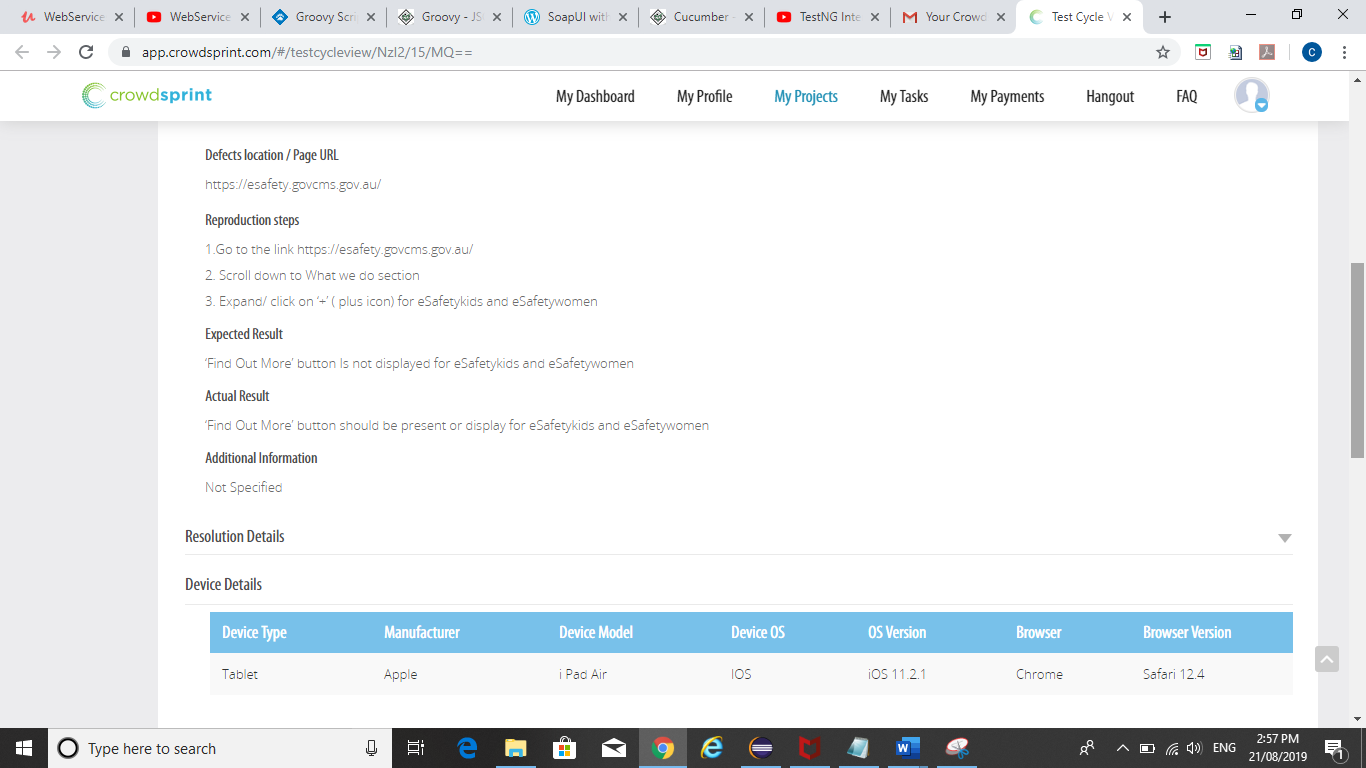 WebService
WebService
Groovy Scri
Groovy - JS
SoapUI with
Cucumber -
TestNG Inte
Your Crowd
Test Cycle V
app.crowdsprint.com/#/testcycleview/NzI2/15/MQ==
C
crowdsprint
My Dashboard
My Profile
My Projects
My Tasks
My Payments
Hangout
FAQ
Defects location / Page URL
https://esafety.govcms.gov.au/
Reproduction steps
1.Go to the link https://esafety.govcms.gov.au/
2. Scroll down to What we do section
3. Expand/ click on ‘+’ ( plus icon) for eSafetykids and eSafetywomen
Expected Result
‘Find Out More’ button Is not displayed for eSafetykids and eSafetywomen
Actual Result
‘Find Out More’ button should be present or display for eSafetykids and eSafetywomen
Additional Information
Not Specified
Resolution Details
Device Details
Device Type Manufacturer Device Model Device OS OS Version Browser Browser Version
Tablet Apple i Pad Air IOS iOS 11.2.1 Chrome Safari 12.4
Type here to search
ENG
2:57 PM
21/08/2019
1